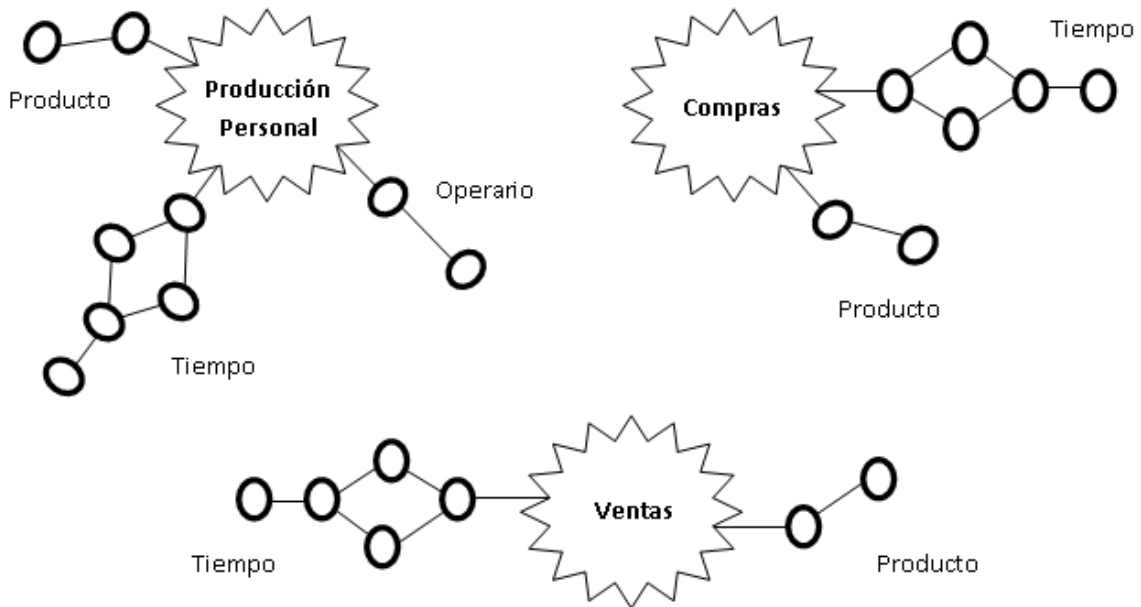 Tiempo
Producto
Producción
Personal
Compras
Operario
Producto
Tiempo
Ventas
Tiempo
Producto